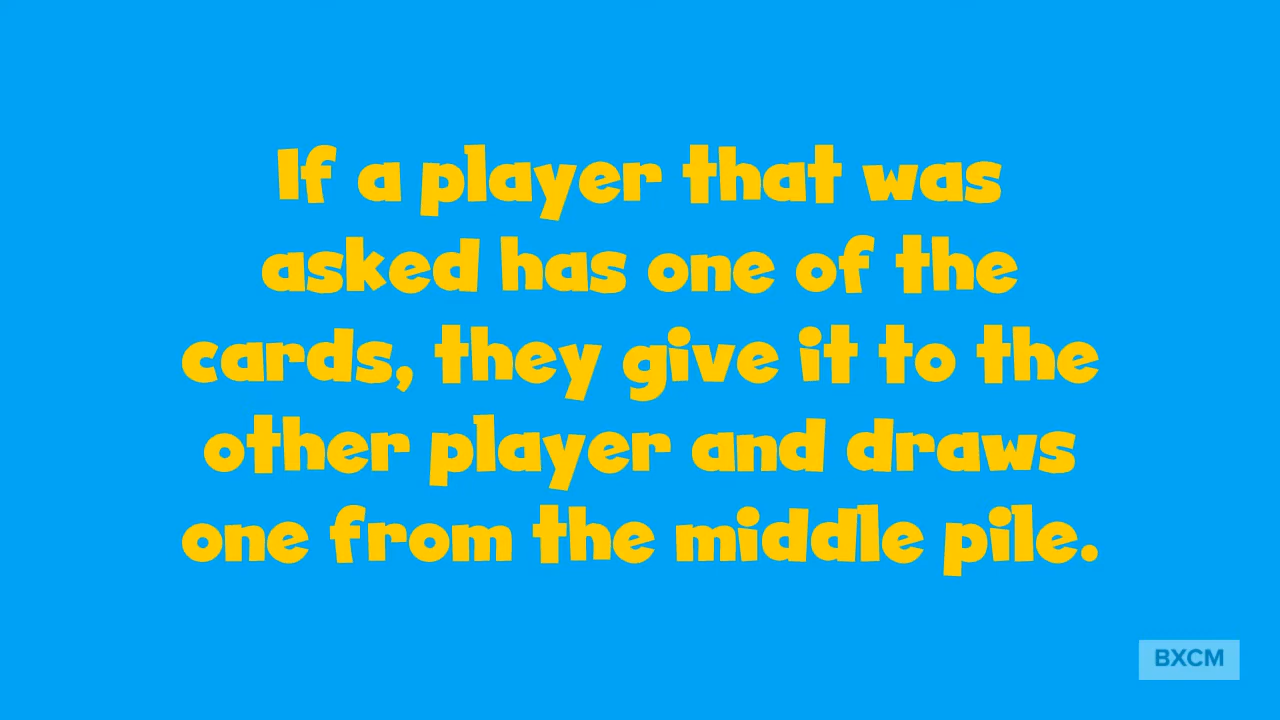 If a player that was
asked has one of the
cards, they give it to the
other player and draws
one from the middle pile.
BXCM